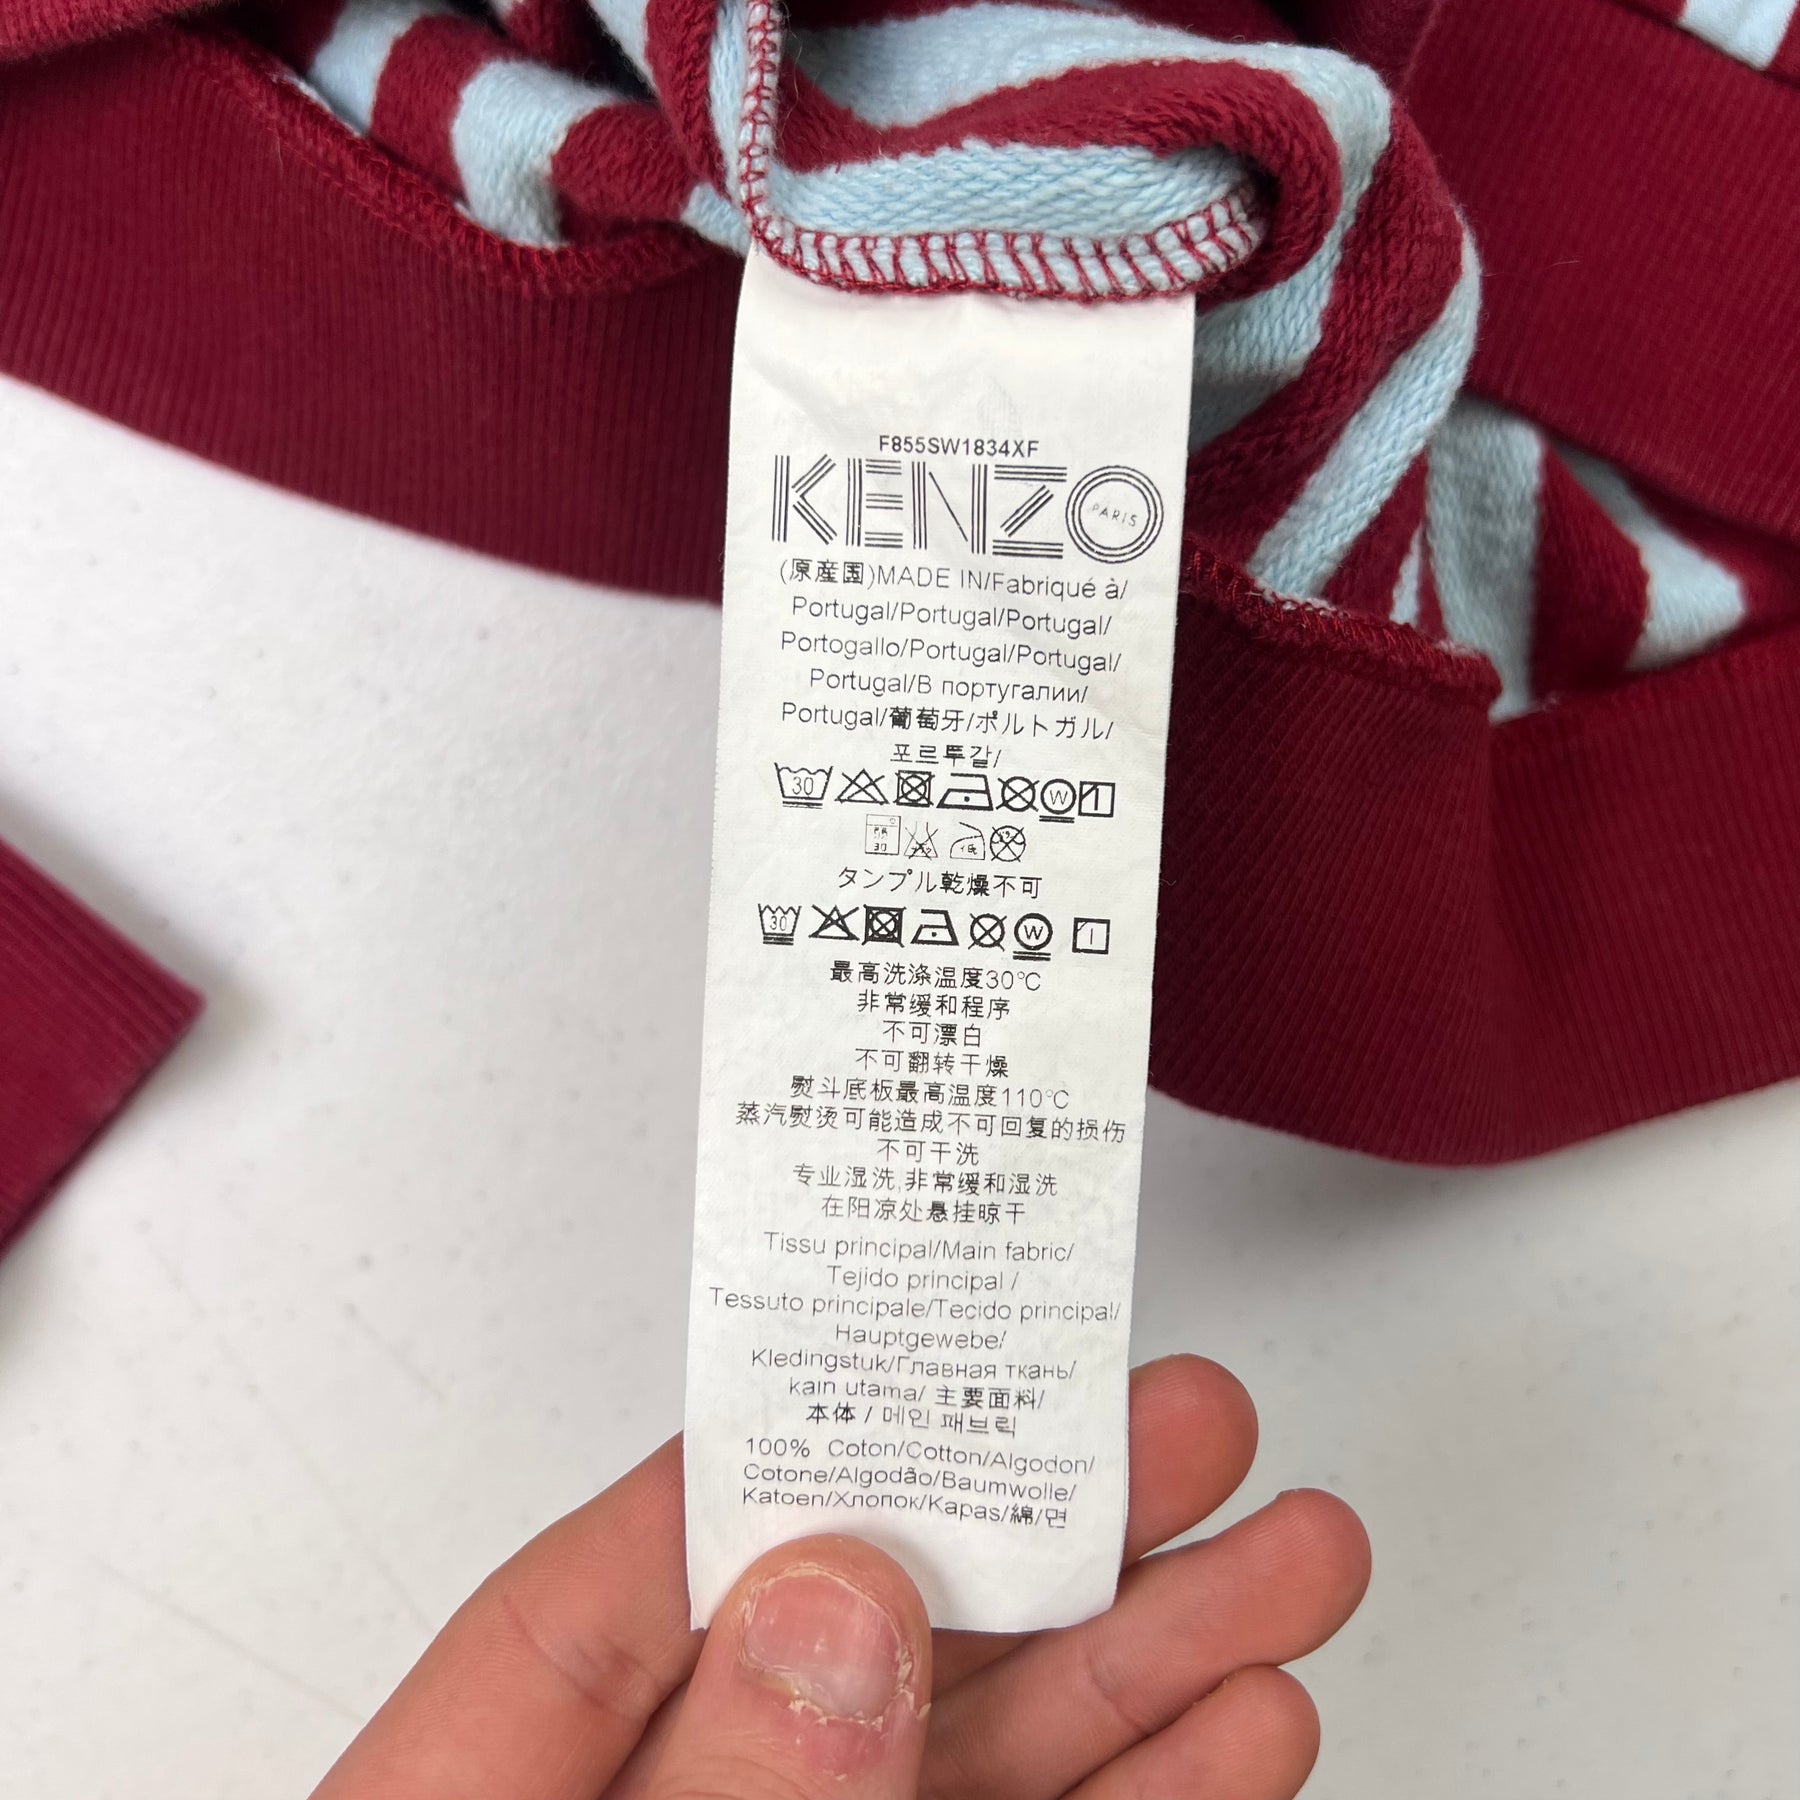 F855SW1834XF
KENZO PARIS
(原産国)MADE IN/Fabriqué à/
Portugal/Portugal/Portugal/
Portogallo/Portugal/Portugal/
Portugal/В португалии/
Portugal/葡萄牙/ポルトガル/
포르투갈/
30 W
30
タンプル乾燥不可
30 W
最高洗涤温度30°C
非常缓和程序
不可漂白
不可翻转干燥
熨斗底板最高温度110°C
蒸汽熨烫可能造成不可回复的损伤
不可干洗
专业湿洗,非常缓和湿洗
在阳凉处悬挂晾干
Tissu principal/Main fabric/
Tejido principal /
Tessuto principale/Tecido principal/
Hauptgewebe/
Kledingstuk/Главная ткань/
kain utama/ 主要面料/
本体 / 메인 패브릭
100% Coton/Cotton/Algodon/
Cotone/Algodão/Baumwolle/
Katoen/Хлопок/Kapas/綿/면